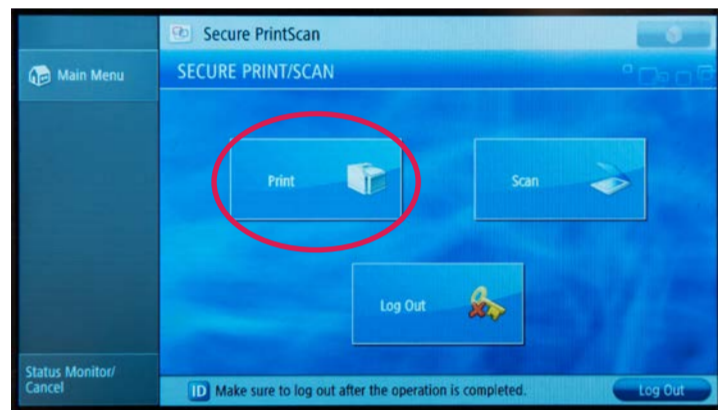 Secure PrintScan
Main Menu
SECURE PRINT/SCAN
Print
Scan
Log Out
Status Monitor/
Cancel
ID Make sure to log out after the operation is completed.
Log Out